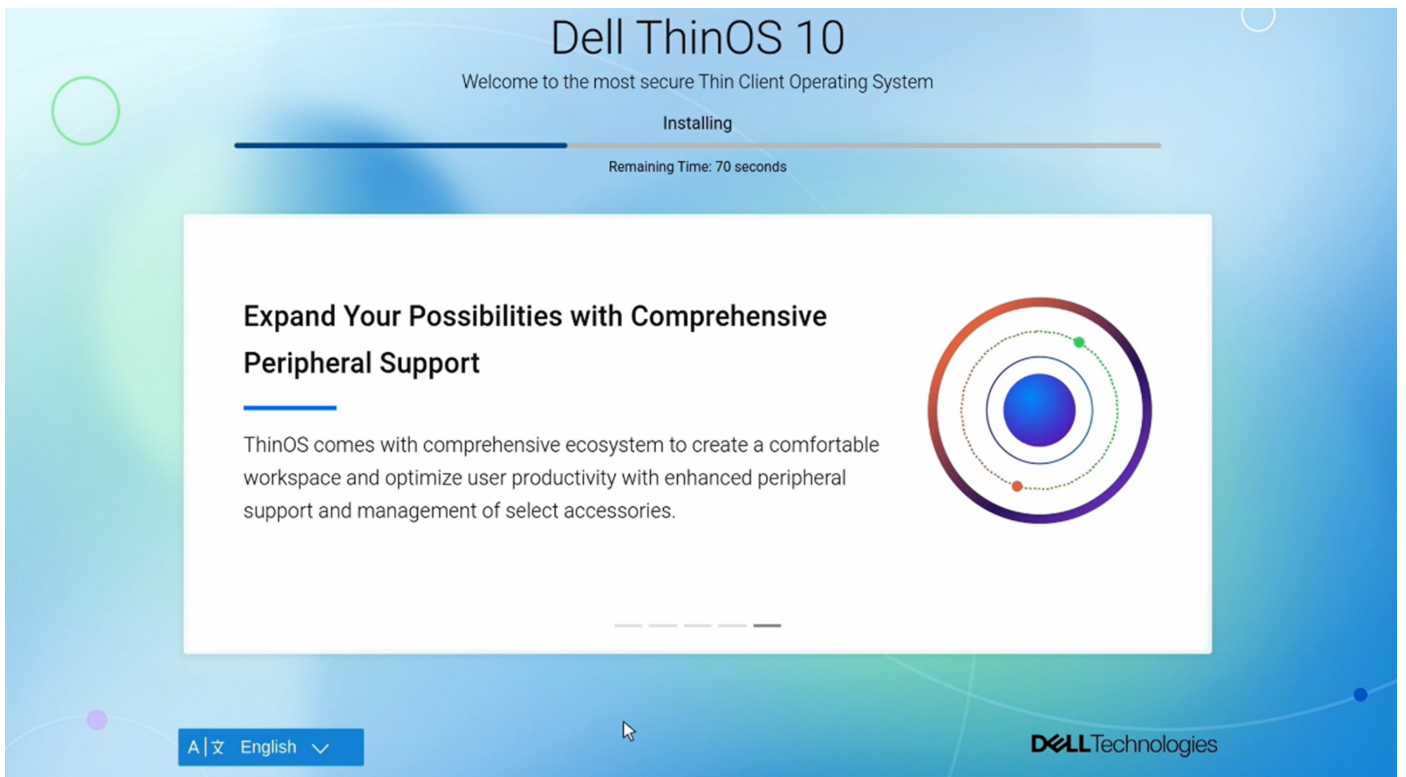 Dell ThinOS 10
Welcome to the most secure Thin Client Operating System
Installing
Remaining Time: 70 seconds
Expand Your Possibilities with Comprehensive
Peripheral Support
ThinOS comes with comprehensive ecosystem to create a comfortable
workspace and optimize user productivity with enhanced peripheral
support and management of select accessories.
A|文 English
DELLTechnologies